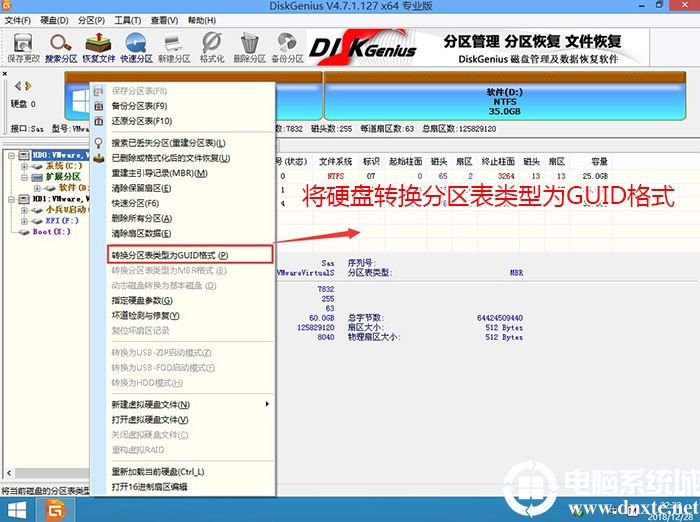 DiskGenius V4.7.1.127 x64 专业版
文件(F) 硬盘(D) 分区(P) 工具(T) 查看(V) 帮助(H)
保存更改 搜索分区 恢复文件 快速分区 新建分区 格式化 删除分区 备份分区
DISKGENIUS 分区管理 分区恢复 文件恢复
DiskGenius 磁盘管理及数据恢复软件
硬盘 0
软件(D:)
NTFS
35.0GB
接口:Sas 型号:VMwa
7832 磁头数:255 每道扇区数:63 总扇区数:125829120
HD0:VMware,
系统(C:)
扩展分区
软件(D
HD1:VMware,VM
小兵U启动
EFI(F:)
Boot(X:)
保存分区表(F8)
备份分区表(F9)
还原分区表(F10)
搜索已丢失分区(重建分区表)(L)
已删除或格式化后的文件恢复(U)
重建主引导记录(MBR)(M)
清除保留扇区(E)
快速分区(F6)
删除所有分区(A)
清除扇区数据(E)
转换分区表类型为GUID格式 (P)
转换分区表类型为MBR格式 (B)
动态磁盘转换为基本磁盘 (D)
指定硬盘参数(G)
坏道检测与修复(Y)
复位坏扇区记录
转换为USB-ZIP启动模式(Z)
转换为USB-FDD启动模式(F)
转换为HDD模式(H)
新建虚拟硬盘文件(N)
打开虚拟硬盘文件(V)
关闭虚拟硬盘文件(C)
重构虚拟RAID
重新加载当前硬盘(Ctrl_L)
打开16进制扇区编辑
号(状态) 文件系统 标识 起始柱面 磁头 扇区 终止柱面 磁头 扇区 容量
0 NTFS 07 0 65 2 3264 13 13 25.0GB
将硬盘转换分区表类型为GUID格式
Sas 序列号:
VMwareVirtualS 分区表类型: MBR
7832
255
63
60.0GB 总字节数: 64424509440
125829120 扇区大小: 512 Bytes
8040 物理扇区大小: 512 Bytes
将当前磁盘的分区表类型
电脑系统城
www.dnxtc.net
2018/12/28